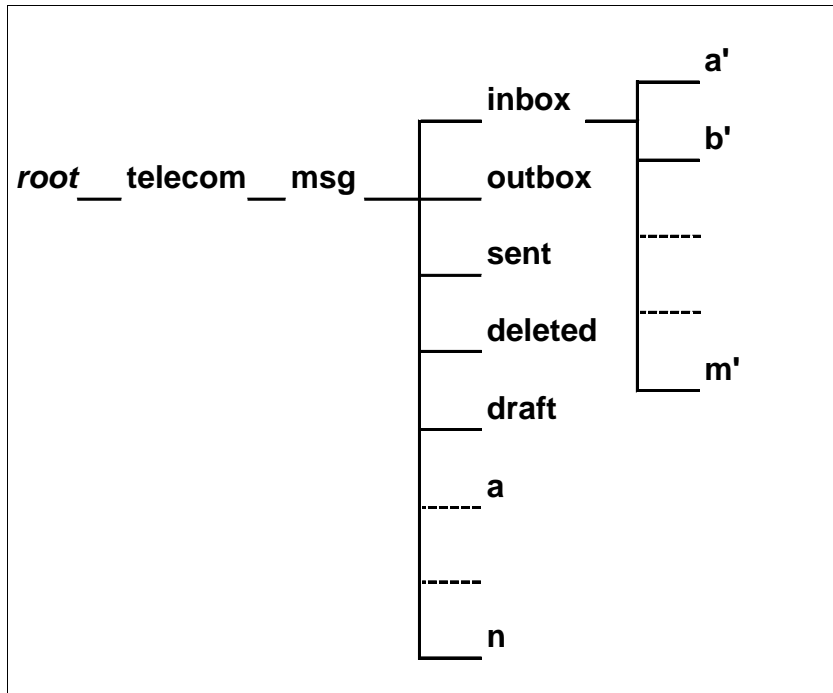 root
telecom
msg
inbox
outbox
sent
deleted
draft
a
n
a'
b'
m'